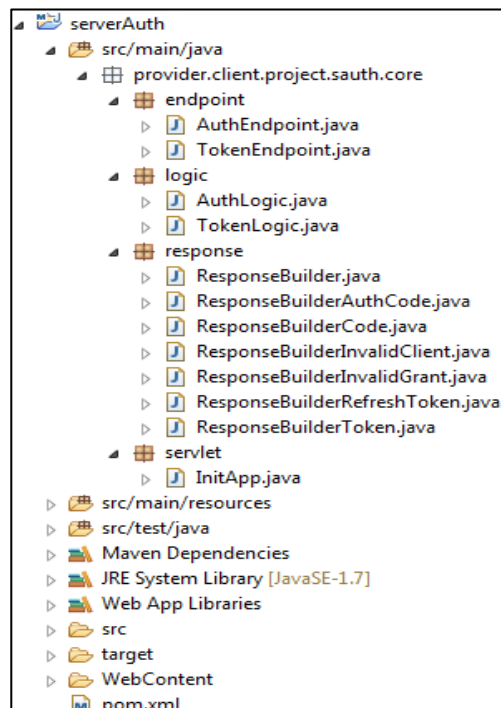 serverAuth
src/main/java
provider.client.project.sauth.core
endpoint
AuthEndpoint.java
TokenEndpoint.java
logic
AuthLogic.java
TokenLogic.java
response
ResponseBuilder.java
ResponseBuilderAuthCode.java
ResponseBuilderCode.java
ResponseBuilderInvalidClient.java
ResponseBuilderInvalidGrant.java
ResponseBuilderRefreshToken.java
ResponseBuilderToken.java
servlet
InitApp.java
src/main/resources
src/test/java
Maven Dependencies
JRE System Library [JavaSE-1.7]
Web App Libraries
src
target
WebContent
pom.xml